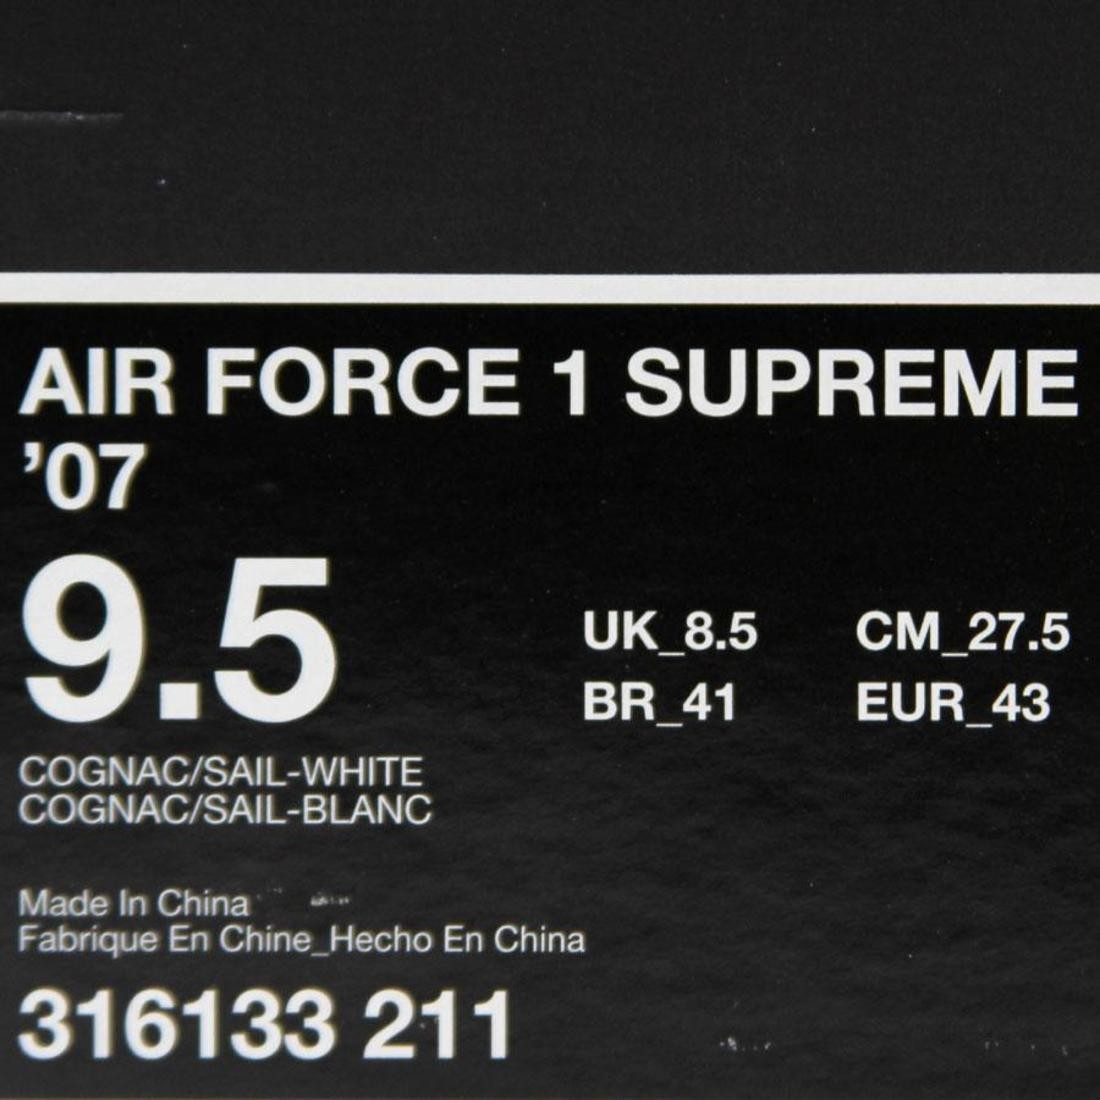 AIR FORCE 1 SUPREME
’07
9.5
UK_8.5 CM_27.5
BR_41 EUR_43
COGNAC/SAIL-WHITE
COGNAC/SAIL-BLANC
Made In China
Fabrique En Chine_Hecho En China
316133 211